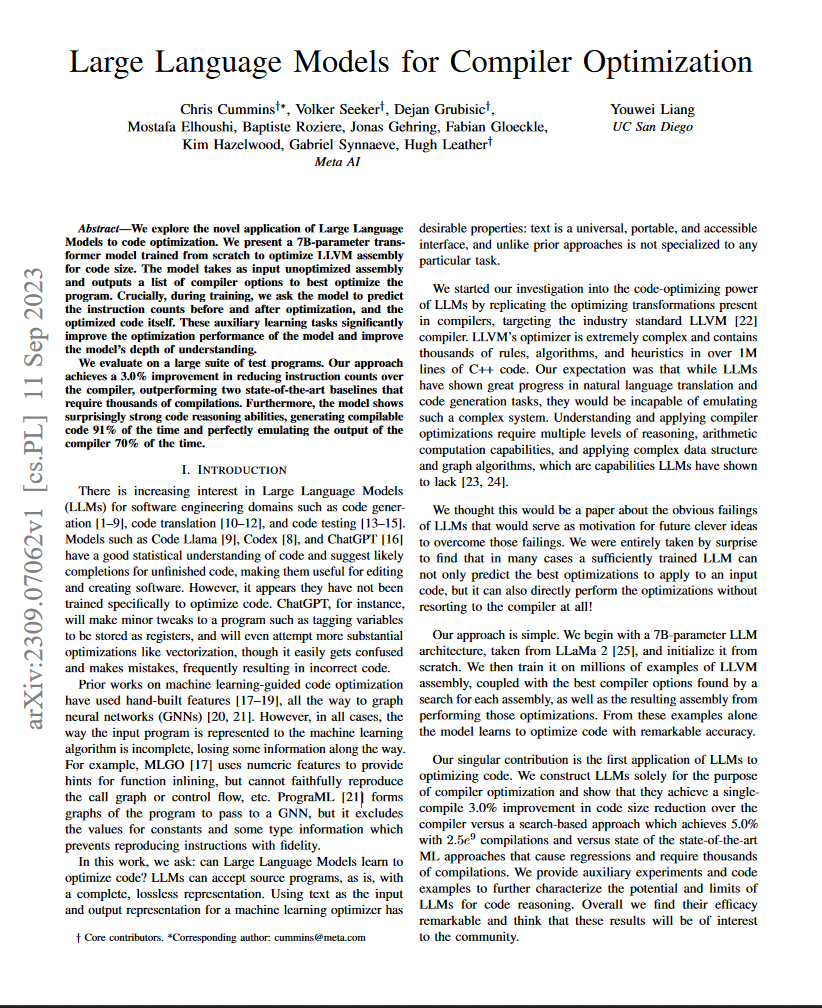 Large Language Models for Compiler Optimization
Chris Cummins†*, Volker Seeker†, Dejan Grubisic†,
Mostafa Elhoushi, Baptiste Roziere, Jonas Gehring, Fabian Gloeckle,
Kim Hazelwood, Gabriel Synnaeve, Hugh Leather†
Meta AI
Youwei Liang
UC San Diego
arXiv:2309.07062v1 [cs.PL] 11 Sep 2023
Abstract—We explore the novel application of Large Language
Models to code optimization. We present a 7B-parameter trans-
former model trained from scratch to optimize LLVM assembly
for code size. The model takes as input unoptimized assembly
and outputs a list of compiler options to best optimize the
program. Crucially, during training, we ask the model to predict
the instruction counts before and after optimization, and the
optimized code itself. These auxiliary learning tasks significantly
improve the optimization performance of the model and improve
the model's depth of understanding.
We evaluate on a large suite of test programs. Our approach
achieves a 3.0% improvement in reducing instruction counts over
the compiler, outperforming two state-of-the-art baselines that
require thousands of compilations. Furthermore, the model shows
surprisingly strong code reasoning abilities, generating compilable
code 91% of the time and perfectly emulating the output of the
compiler 70% of the time.
I. INTRODUCTION
There is increasing interest in Large Language Models
(LLMs) for software engineering domains such as code gener-
ation [1–9], code translation [10–12], and code testing [13–15].
Models such as Code Llama [9], Codex [8], and ChatGPT [16]
have a good statistical understanding of code and suggest likely
completions for unfinished code, making them useful for editing
and creating software. However, it appears they have not been
trained specifically to optimize code. ChatGPT, for instance,
will make minor tweaks to a program such as tagging variables
to be stored as registers, and will even attempt more substantial
optimizations like vectorization, though it easily gets confused
and makes mistakes, frequently resulting in incorrect code.
Prior works on machine learning-guided code optimization
have used hand-built features [17–19], all the way to graph
neural networks (GNNs) [20, 21]. However, in all cases, the
way the input program is represented to the machine learning
algorithm is incomplete, losing some information along the way.
For example, MLGO [17] uses numeric features to provide
hints for function inlining, but cannot faithfully reproduce
the call graph or control flow, etc. PrograML [21] forms
graphs of the program to pass to a GNN, but it excludes
the values for constants and some type information which
prevents reproducing instructions with fidelity.
In this work, we ask: can Large Language Models learn to
optimize code? LLMs can accept source programs, as is, with
a complete, lossless representation. Using text as the input
and output representation for a machine learning optimizer has
† Core contributors. *Corresponding author: cummins@meta.com
desirable properties: text is a universal, portable, and accessible
interface, and unlike prior approaches is not specialized to any
particular task.
We started our investigation into the code-optimizing power
of LLMs by replicating the optimizing transformations present
in compilers, targeting the industry standard LLVM [22]
compiler. LLVM's optimizer is extremely complex and contains
thousands of rules, algorithms, and heuristics in over 1M
lines of C++ code. Our expectation was that while LLMs
have shown great progress in natural language translation and
code generation tasks, they would be incapable of emulating
such a complex system. Understanding and applying compiler
optimizations require multiple levels of reasoning, arithmetic
computation capabilities, and applying complex data structure
and graph algorithms, which are capabilities LLMs have shown
to lack [23, 24].
We thought this would be a paper about the obvious failings
of LLMs that would serve as motivation for future clever ideas
to overcome those failings. We were entirely taken by surprise
to find that in many cases a sufficiently trained LLM can
not only predict the best optimizations to apply to an input
code, but it can also directly perform the optimizations without
resorting to the compiler at all!
Our approach is simple. We begin with a 7B-parameter LLM
architecture, taken from LLaMa 2 [25], and initialize it from
scratch. We then train it on millions of examples of LLVM
assembly, coupled with the best compiler options found by a
search for each assembly, as well as the resulting assembly from
performing those optimizations. From these examples alone
the model learns to optimize code with remarkable accuracy.
Our singular contribution is the first application of LLMs to
optimizing code. We construct LLMs solely for the purpose
of compiler optimization and show that they achieve a single-
compile 3.0% improvement in code size reduction over the
compiler versus a search-based approach which achieves 5.0%
with 2.5e⁹ compilations and versus state of the state-of-the-art
ML approaches that cause regressions and require thousands
of compilations. We provide auxiliary experiments and code
examples to further characterize the potential and limits of
LLMs for code reasoning. Overall we find their efficacy
remarkable and think that these results will be of interest
to the community.